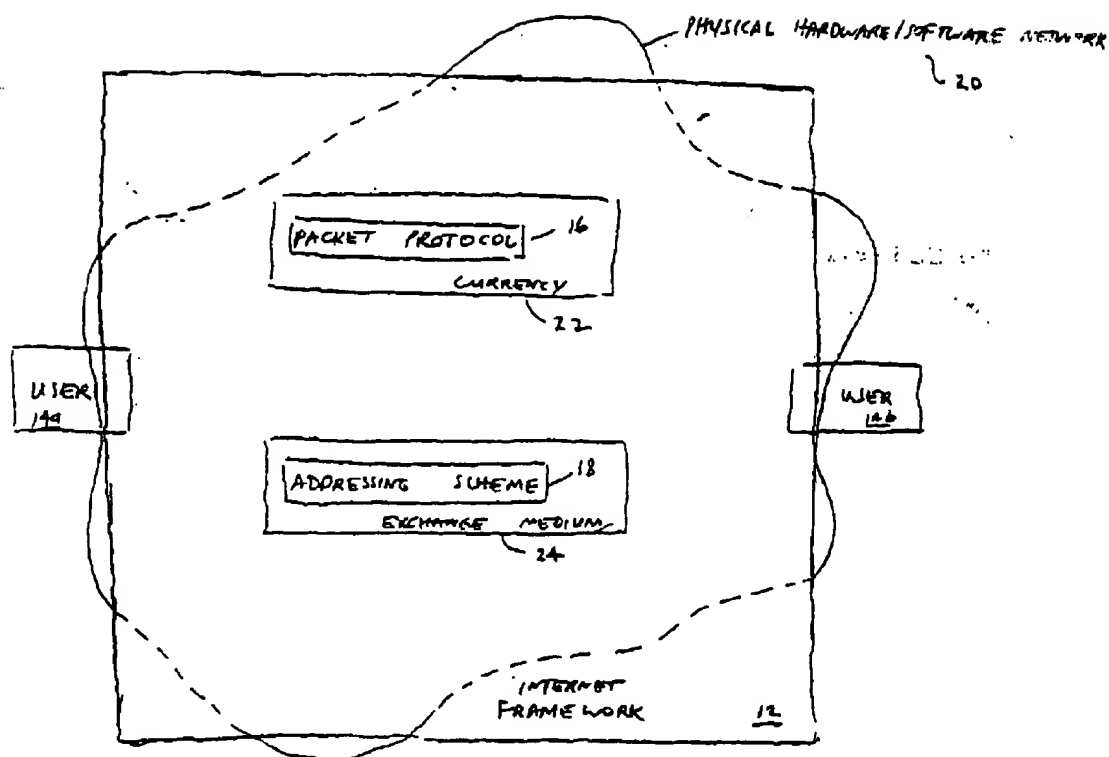 PHYSICAL HARDWARE/SOFTWARE NETWORK
20
PACKET PROTOCOL
16
CURRENCY
22
USER
14a
USER
14b
ADDRESSING SCHEME
18
EXCHANGE MEDIUM
24
INTERNET
FRAMEWORK
12